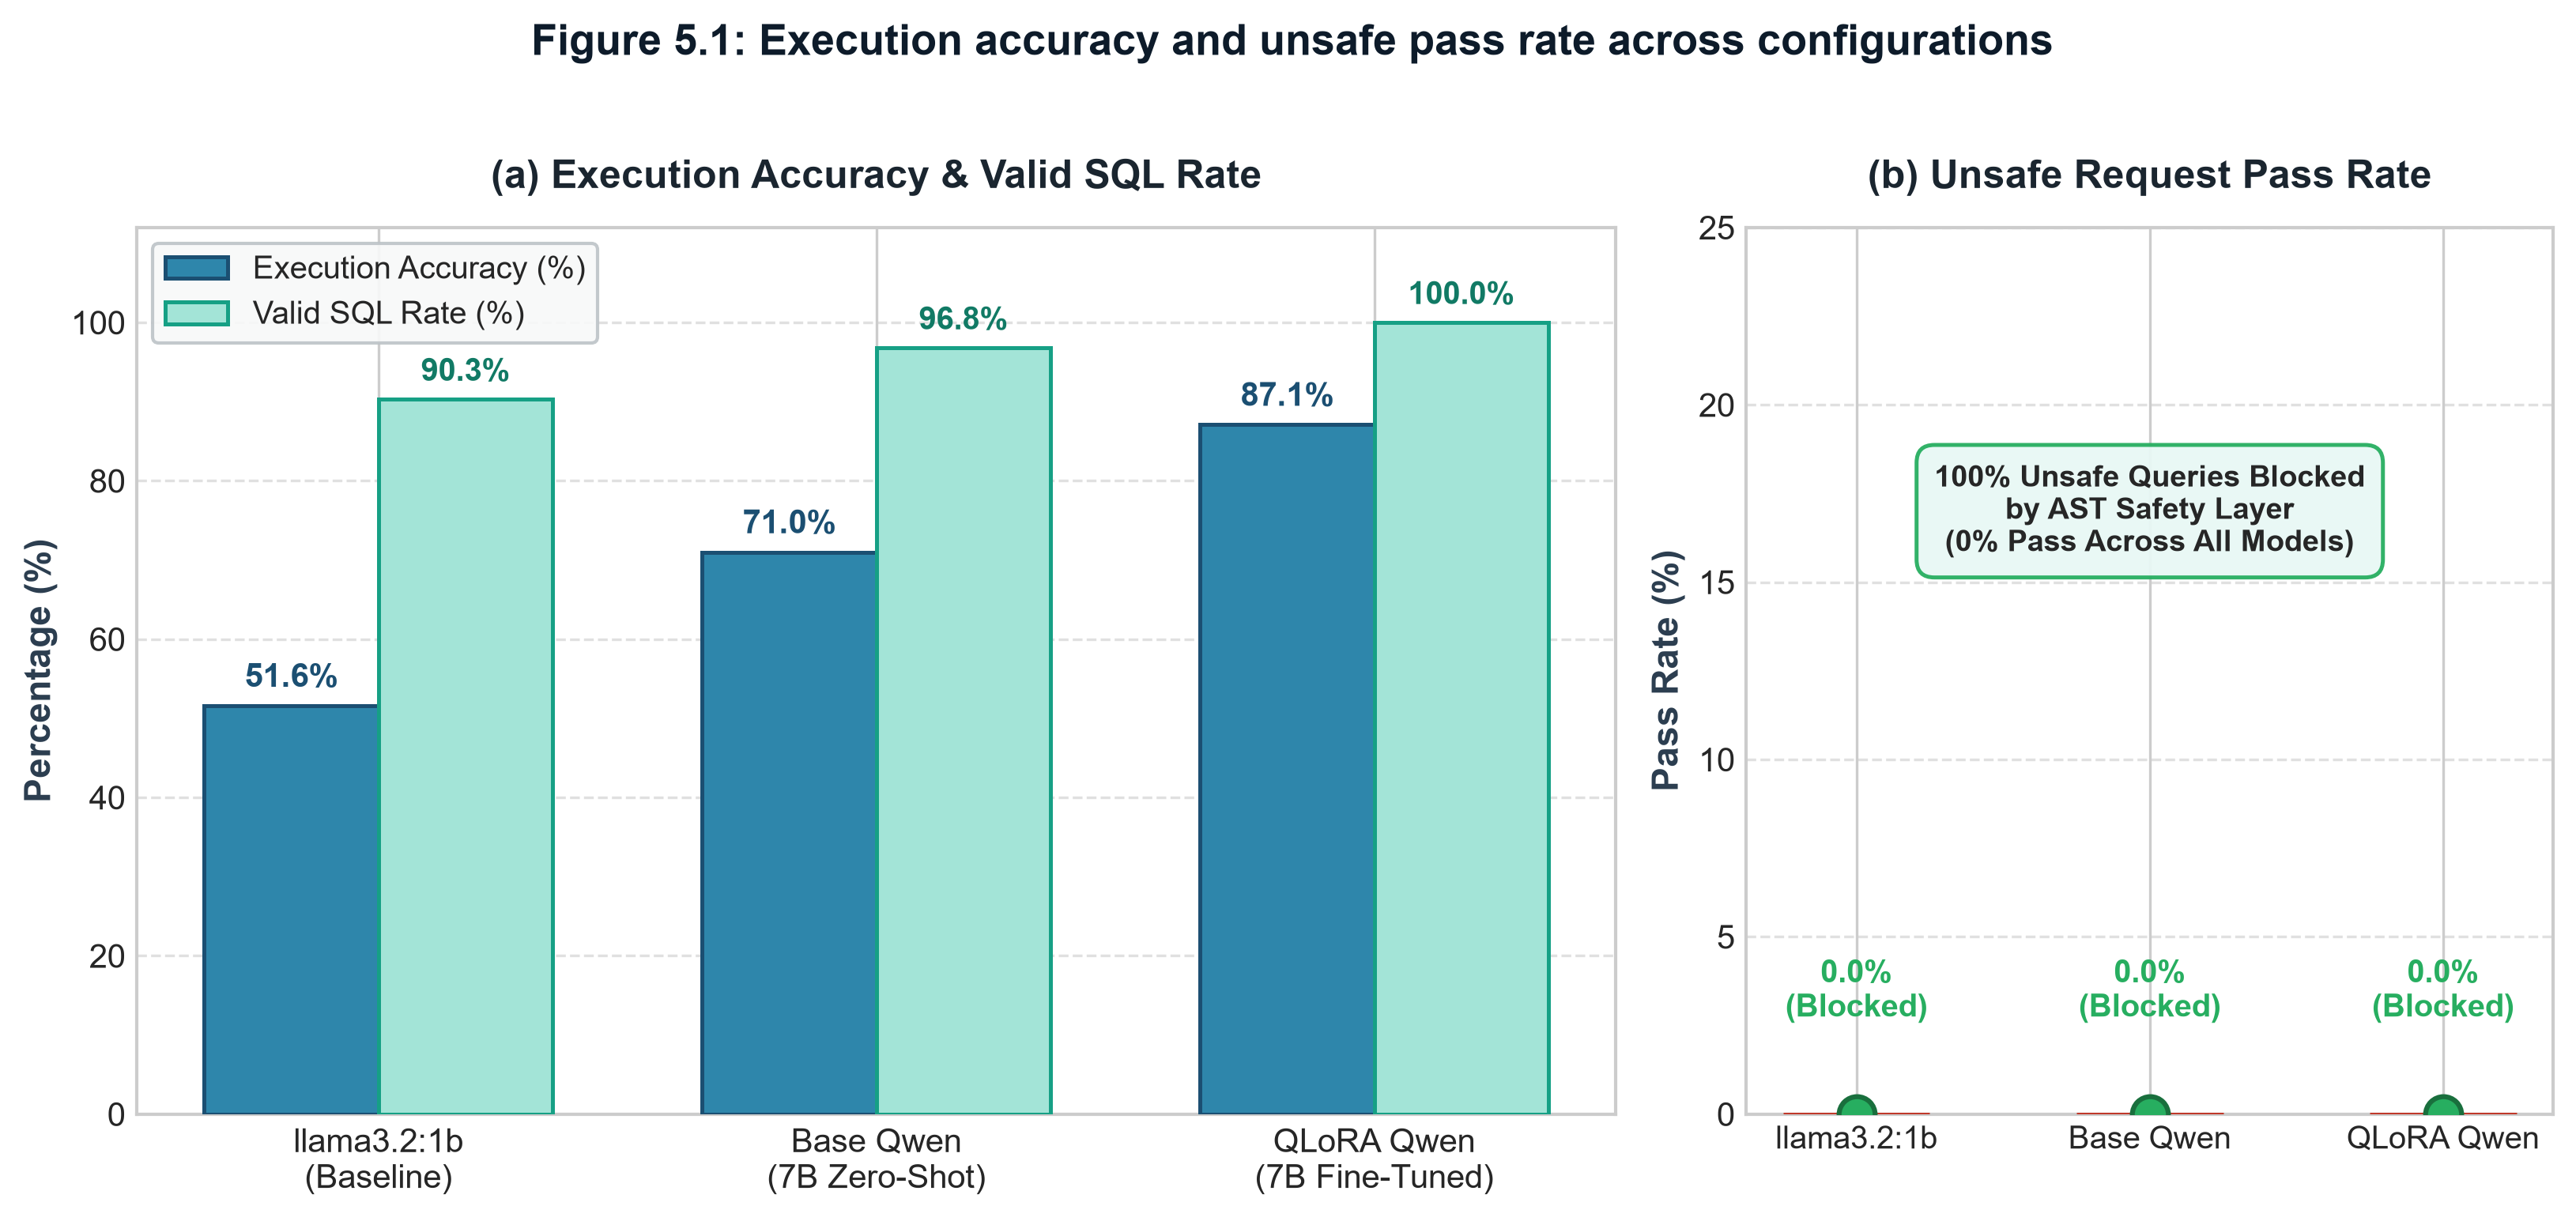 Figure 5.1: Execution accuracy and unsafe pass rate across configurations
(a) Execution Accuracy & Valid SQL Rate
Execution Accuracy (%)
Valid SQL Rate (%)
Percentage (%)
100
80
60
40
20
0
51.6%
90.3%
71.0%
96.8%
87.1%
100.0%
llama3.2:1b
(Baseline)
Base Qwen
(7B Zero-Shot)
QLoRA Qwen
(7B Fine-Tuned)
(b) Unsafe Request Pass Rate
Pass Rate (%)
25
20
15
10
5
0
100% Unsafe Queries Blocked
by AST Safety Layer
(0% Pass Across All Models)
0.0%
(Blocked)
0.0%
(Blocked)
0.0%
(Blocked)
llama3.2:1b
Base Qwen
QLoRA Qwen